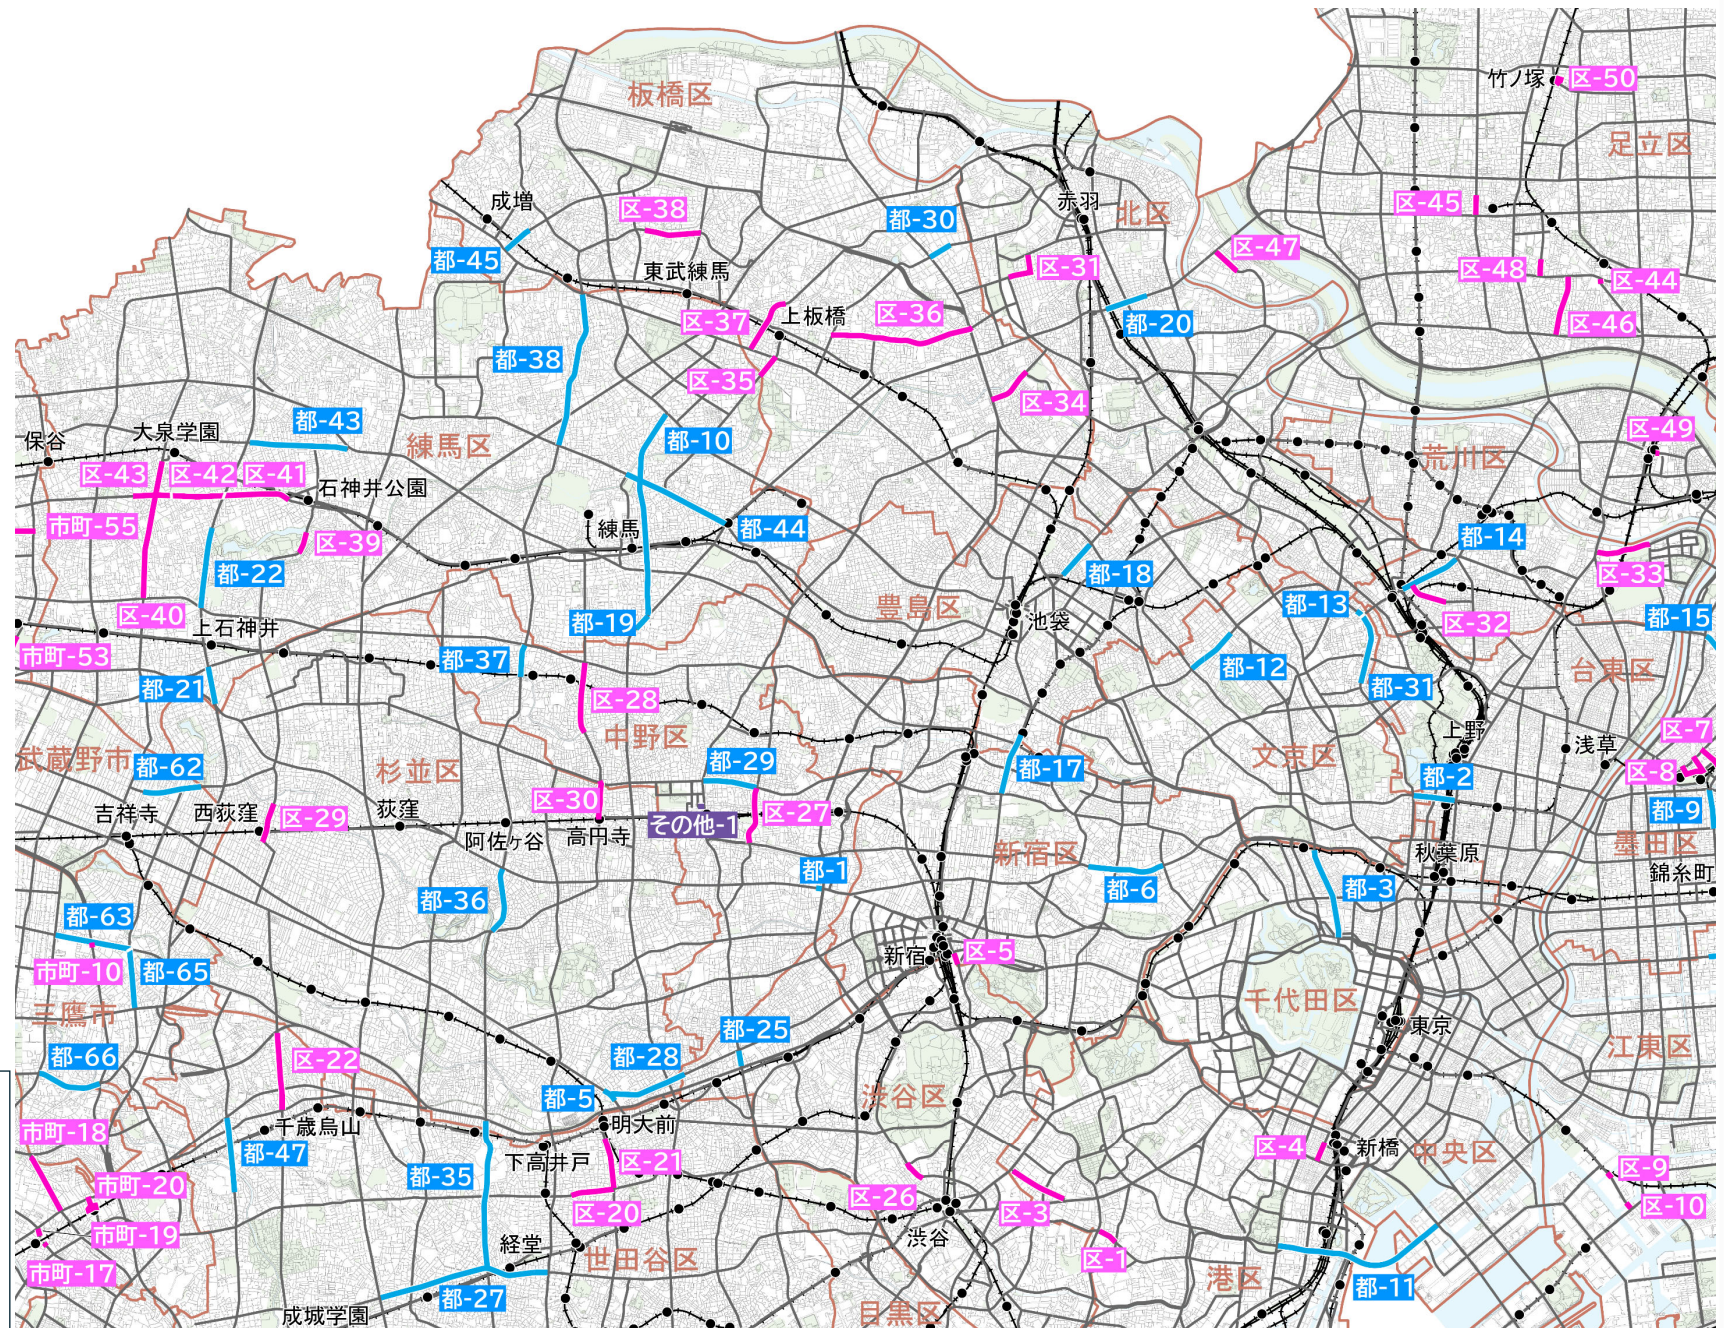 竹ノ塚
区-50
板橋区
足立区
成増
区-38
都-30
赤羽
北区
区-45
都-45
東武練馬
区-31
区-47
区-48
区-44
区-37
上板橋
区-36
都-20
区-46
都-38
区-35
区-34
都-43
保谷
大泉学園
練馬区
都-10
区-49
荒川区
区-43
区-42
区-41
石神井公園
市町-55
区-39
練馬
都-44
都-14
都-22
都-18
区-33
区-40
上石神井
都-19
豊島区
池袋
都-13
区-32
都-15
市町-53
都-37
都-12
台東区
都-21
区-28
都-31
武蔵野市
都-62
杉並区
中野区
都-29
都-17
文京区
上野
浅草
区-7
都-2
区-8
吉祥寺
西荻窪
区-29
荻窪
区-30
阿佐ヶ谷
高円寺
その他-1
区-27
都-9
新宿区
秋葉原
墨田区
都-1
都-6
都-3
錦糸町
都-36
都-63
新宿
区-5
市町-10
都-65
三鷹市
千代田区
東京
都-25
江東区
都-66
区-22
都-28
都-5
渋谷区
市町-18
千歳烏山
明大前
都-47
下高井戸
区-21
区-4
新橋
中央区
都-35
市町-20
区-26
区-9
市町-19
区-20
区-3
区-10
渋谷
経堂
世田谷区
区-1
市町-17
港区
都-11
都-27
成城学園
目黒区